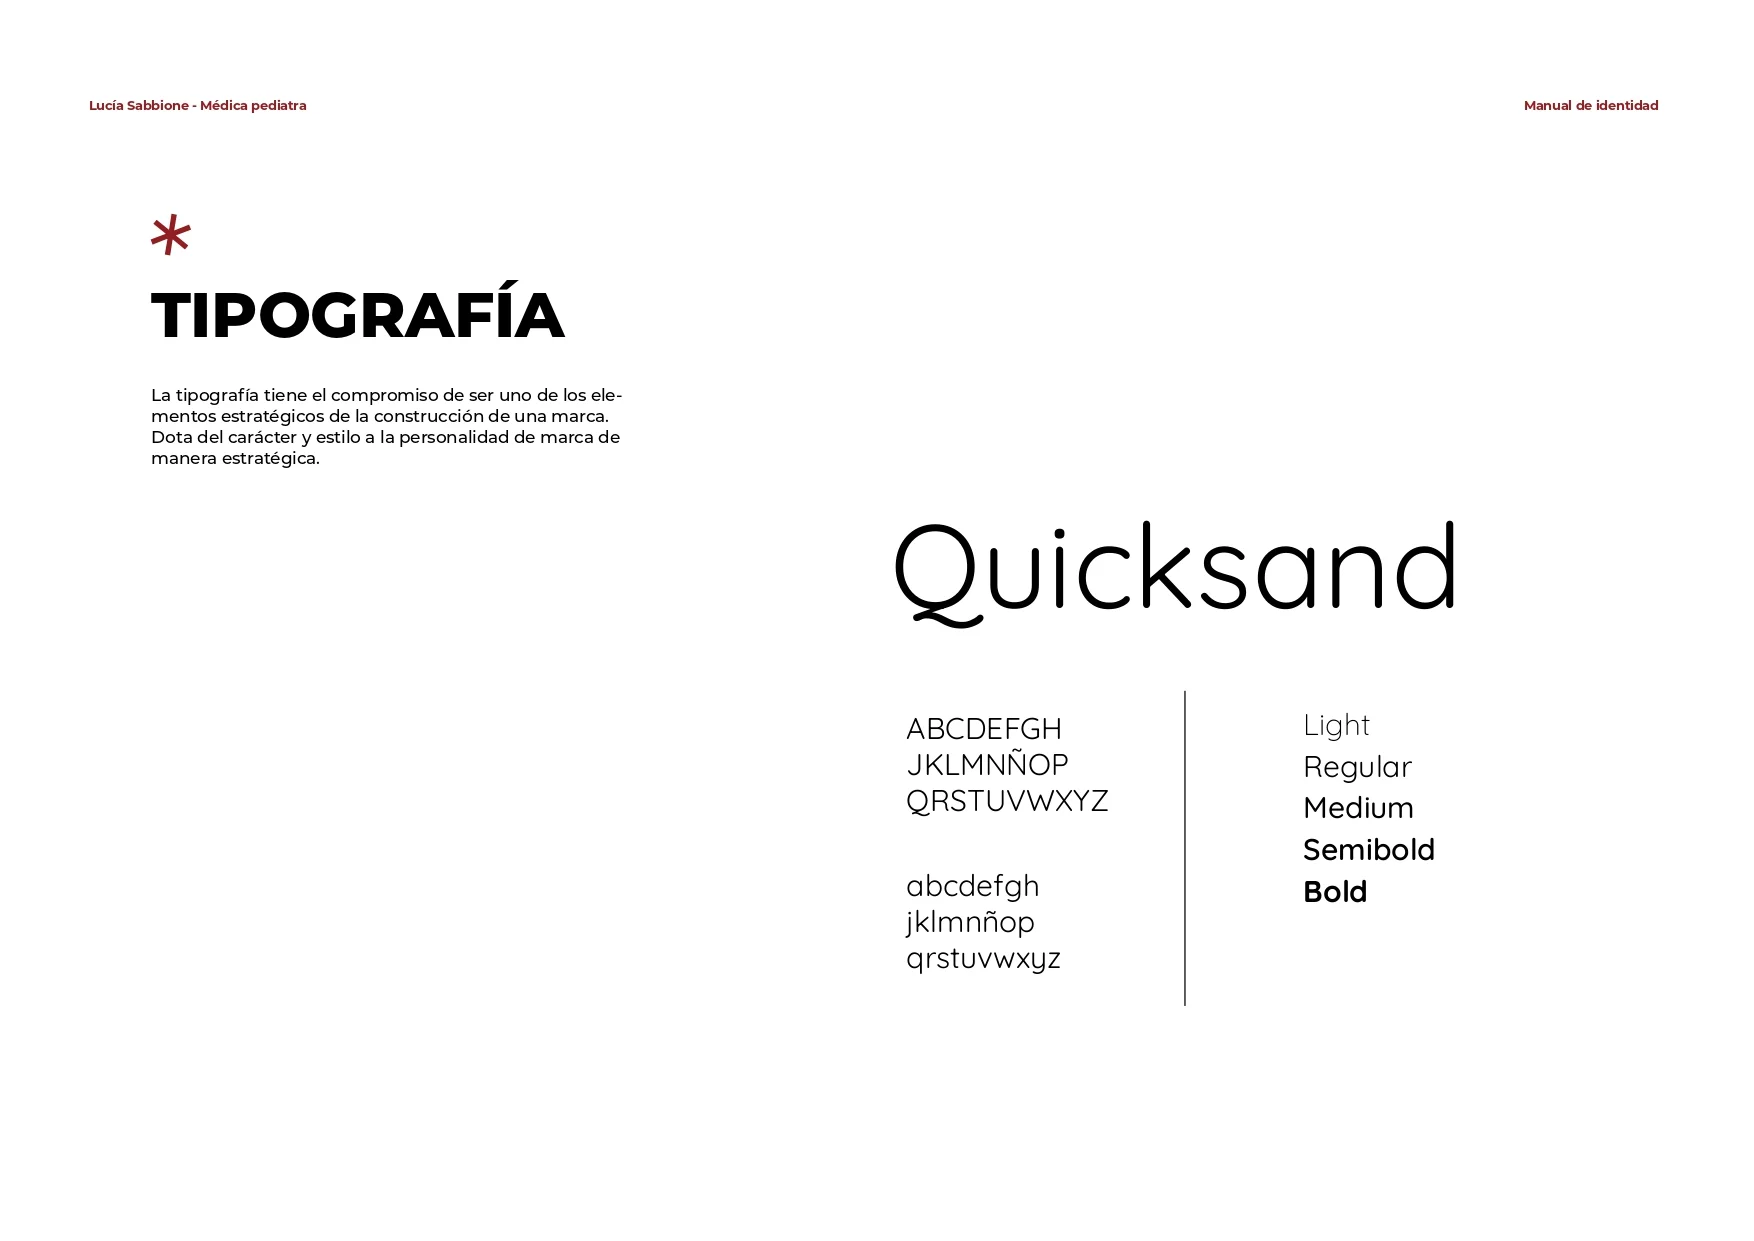 Lucía Sabbione - Médica pediatra
Manual de identidad
*
TIPOGRAFÍA
La tipografía tiene el compromiso de ser uno de los ele-
mentos estratégicos de la construcción de una marca.
Dota del carácter y estilo a la personalidad de marca de
manera estratégica.
Quicksand
ABCDEFGH
JKLMNÑOP
QRSTUVWXYZ
abcdefgh
jklmnñop
qrstuvwxyz
Light
Regular
Medium
Semibold
Bold